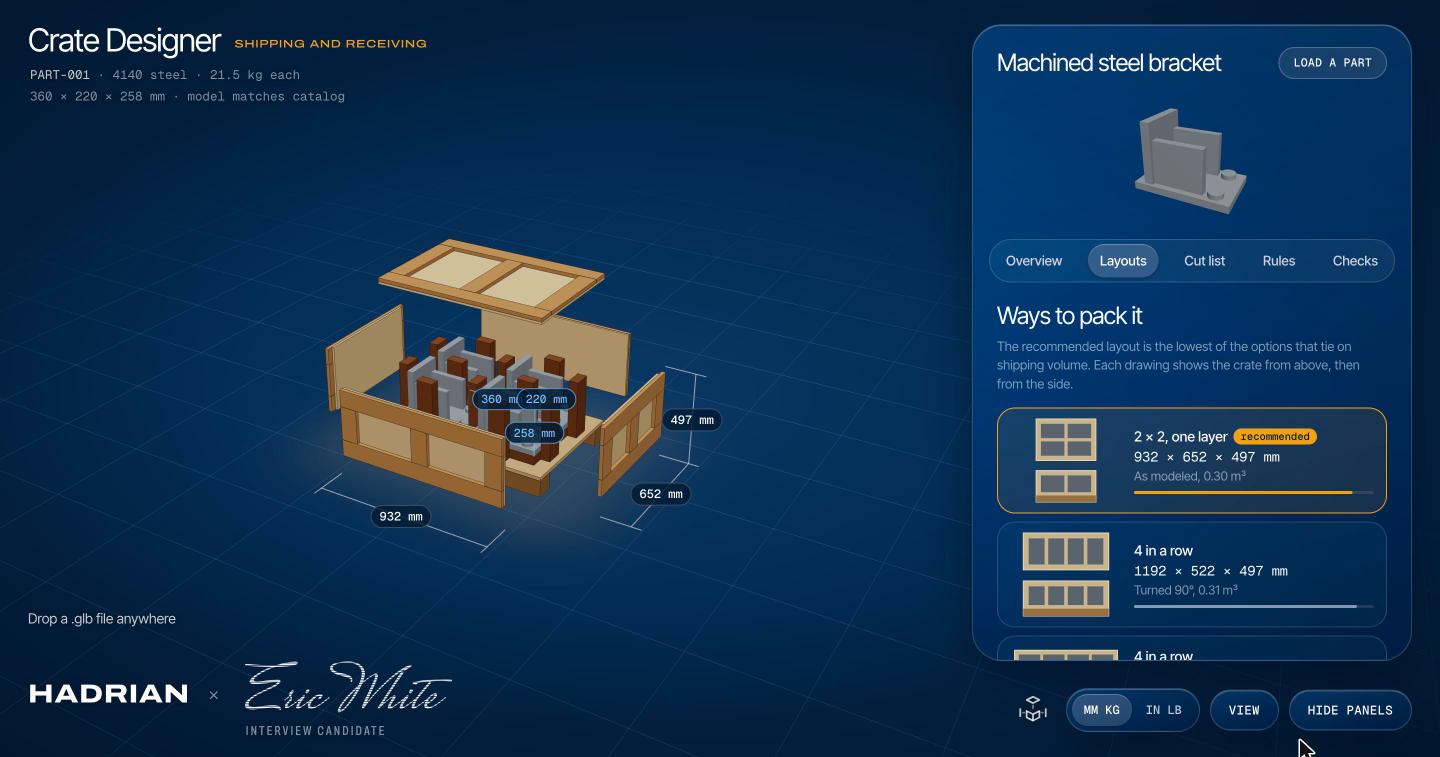 Crate Designer SHIPPING AND RECEIVING
PART-001 · 4140 steel · 21.5 kg each
360 × 220 × 258 mm · model matches catalog
Machined steel bracket
LOAD A PART
Overview
Layouts
Cut list
Rules
Checks
Ways to pack it
The recommended layout is the lowest of the options that tie on
shipping volume. Each drawing shows the crate from above, then
from the side.
2 × 2, one layer recommended
932 × 652 × 497 mm
As modeled, 0.30 m³
4 in a row
1192 × 522 × 497 mm
Turned 90°, 0.31 m³
4 in a row
360 m
220 mm
258 mm
497 mm
652 mm
932 mm
Drop a .glb file anywhere
HADRIAN × Eric White
INTERVIEW CANDIDATE
MM KG
IN LB
VIEW
HIDE PANELS